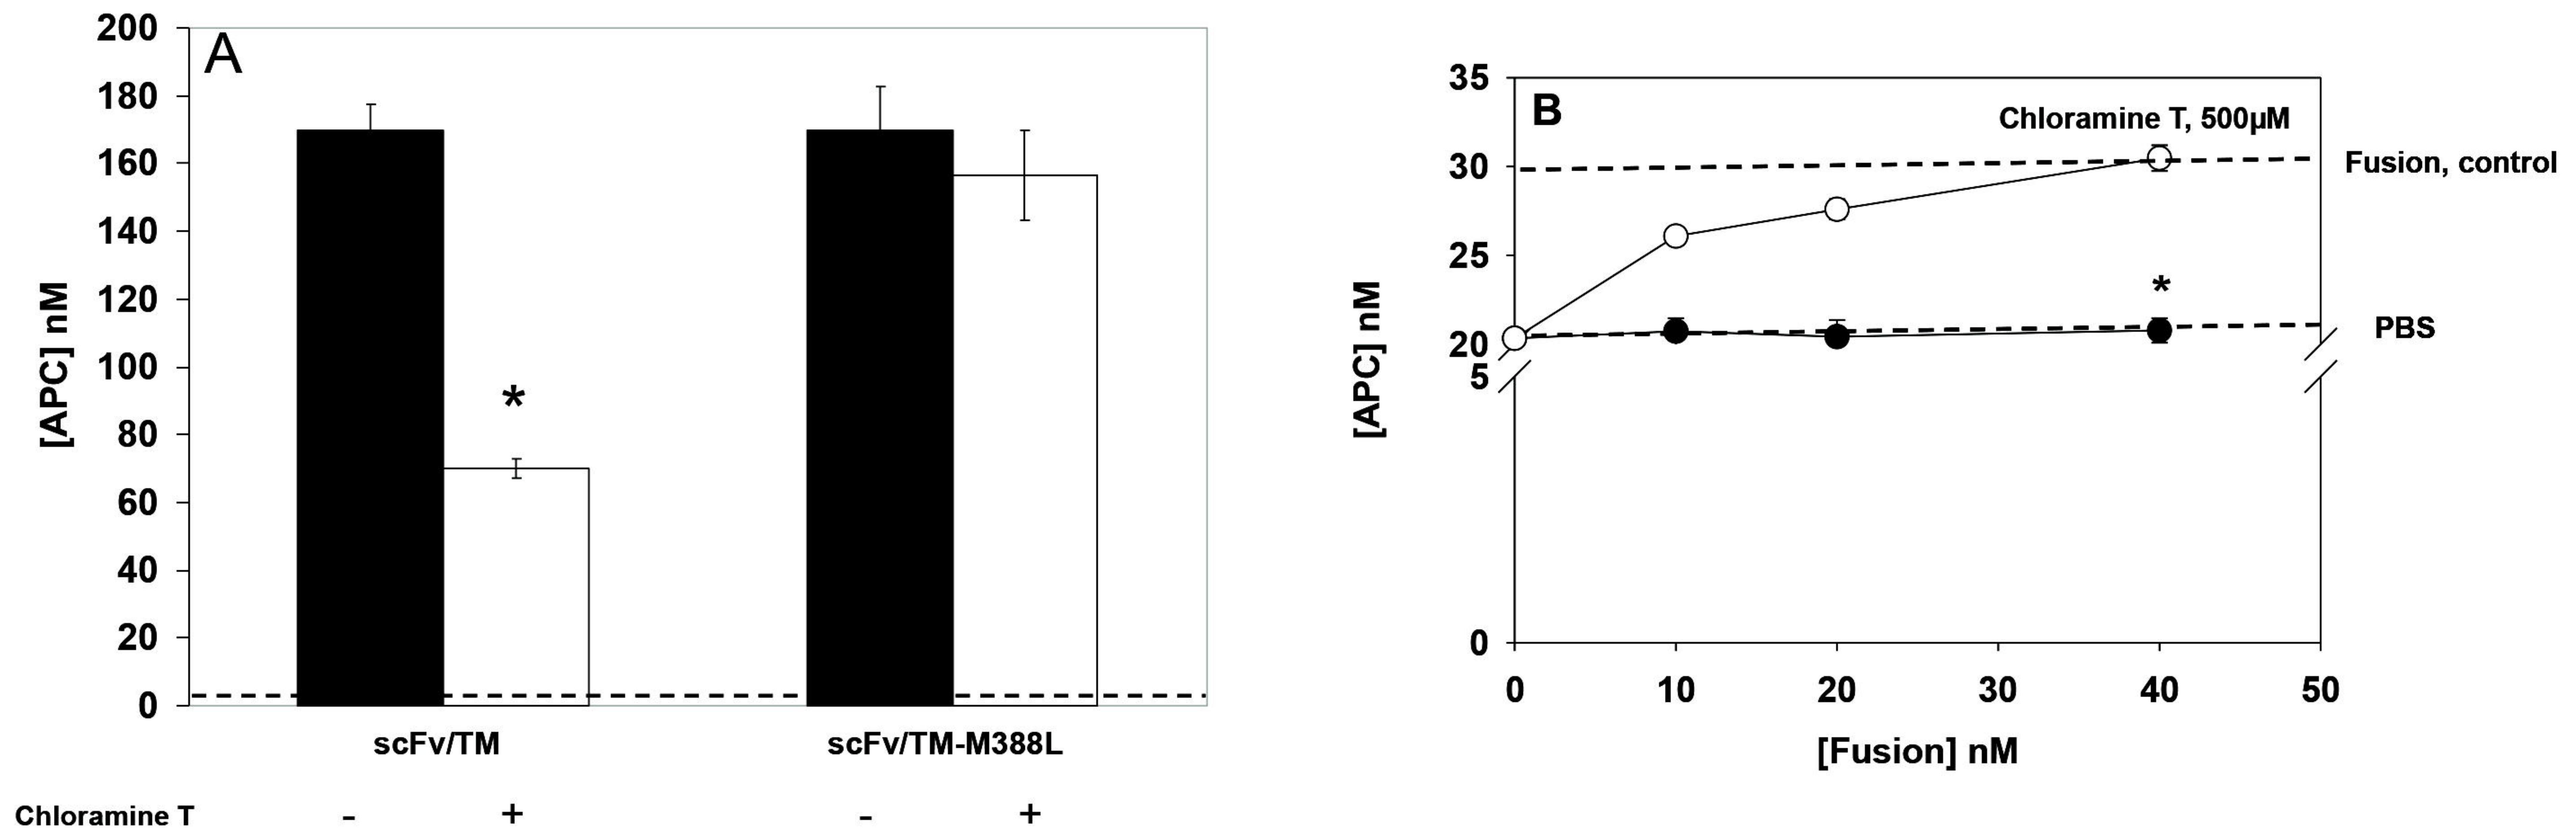 A
200
180
160
140
120
100
80
60
40
20
0
[APC] nM
*
scFv/TM scFv/TM-M388L
Chloramine T - + - +
B
Chloramine T, 500µM
Fusion, control
PBS
*
35
30
25
20
5
0
[APC] nM
0 10 20 30 40 50
[Fusion] nM